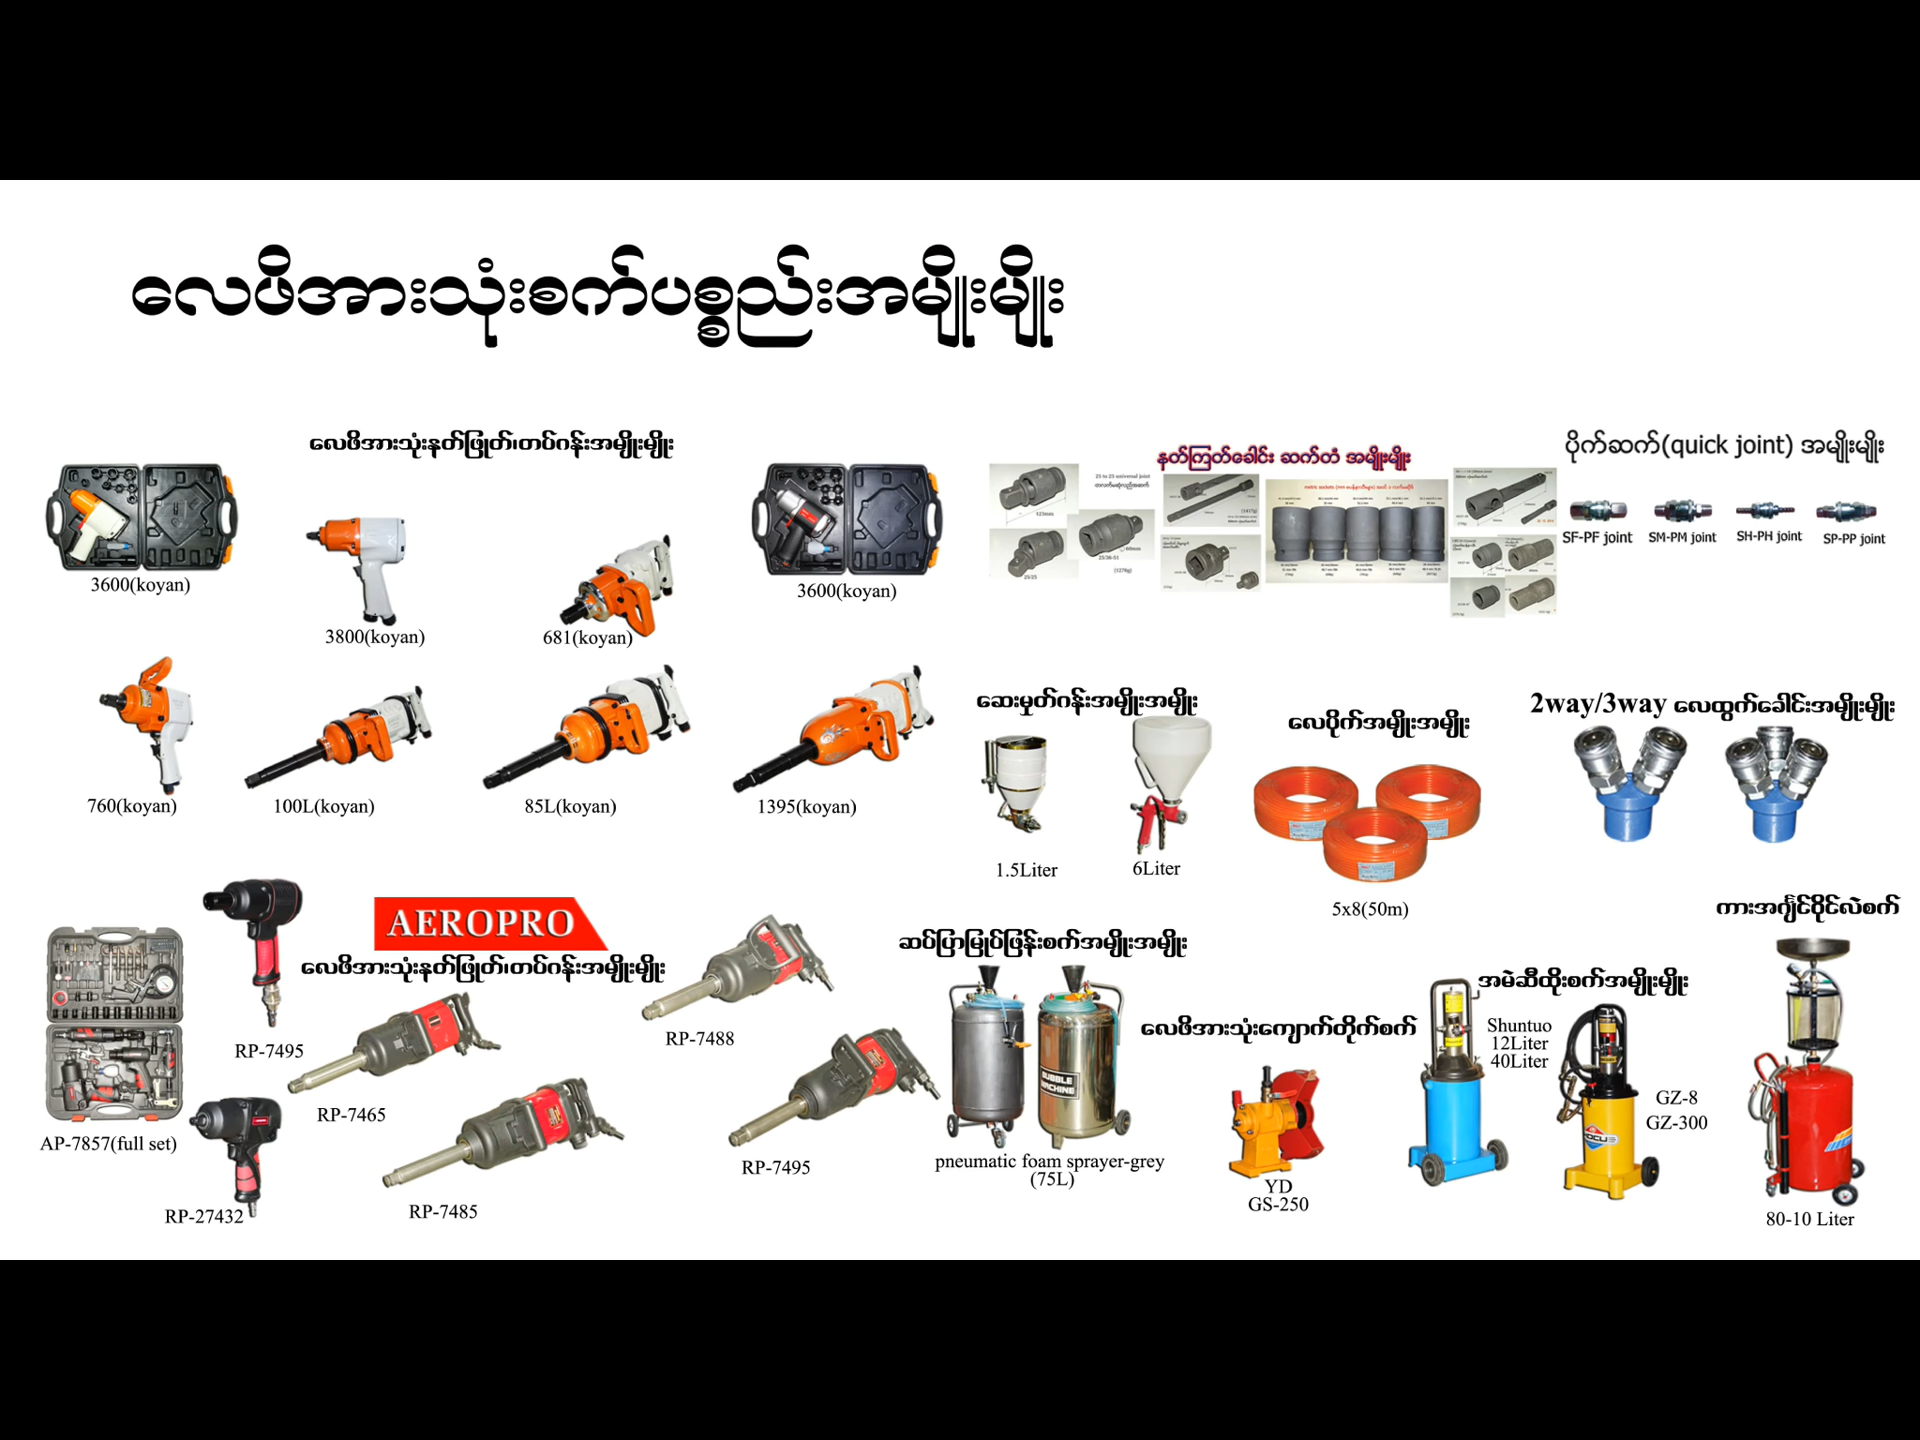 လေဖိအားသုံးစက်ပစ္စည်းအမျိုးမျိုး
လေဖိအားသုံးနတ်ဖြုတ်၊တပ်ဂန်းအမျိုးမျိုး
3600(koyan)
3800(koyan)
681(koyan)
3600(koyan)
760(koyan)
100L(koyan)
85L(koyan)
1395(koyan)
နတ်ကြတ်ခေါင်း ဆက်တံ အမျိုးမျိုး
123mm
25/25
(1276g)
(1417g)
ပိုက်ဆက်(quick joint) အမျိုးမျိုး
SF-PF joint
SM-PM joint
SH-PH joint
SP-PP joint
ဆေးမှုတ်ဂန်းအမျိုးအမျိုး
1.5Liter
6Liter
လေပိုက်အမျိုးအမျိုး
5x8(50m)
2way/3way လေထွက်ခေါင်းအမျိုးမျိုး
AEROPRO
လေဖိအားသုံးနတ်ဖြုတ်၊တပ်ဂန်းအမျိုးမျိုး
AP-7857(full set)
RP-7495
RP-27432
RP-7465
RP-7485
RP-7488
RP-7495
ဆပ်ပြာမြုပ်ဖြန်းစက်အမျိုးအမျိုး
BUBBLE
MACHINE
pneumatic foam sprayer-grey
(75L)
လေဖိအားသုံးကျောက်တိုက်စက်
YD
GS-250
အမဲဆီထိုးစက်အမျိုးမျိုး
Shuntuo
12Liter
40Liter
GZ-8
GZ-300
ကားအင်္ဂျင်ဝိုင်လဲစက်
80-10 Liter